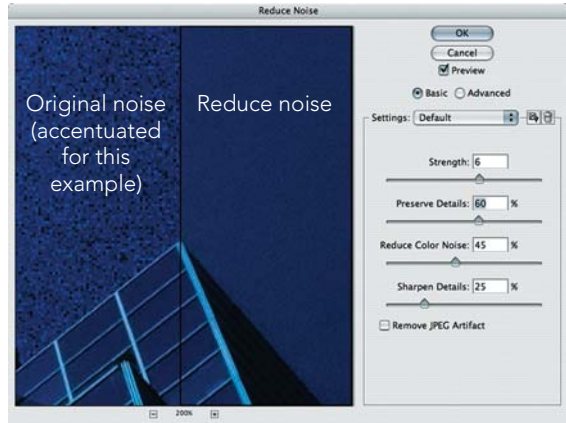 Reduce Noise
Original noise
(accentuated
for this
example)
Reduce noise
OK
Cancel
Preview
Basic Advanced
Settings: Default
Strength: 6
Preserve Details: 60 %
Reduce Color Noise: 45 %
Sharpen Details: 25 %
Remove JPEG Artifact
200%